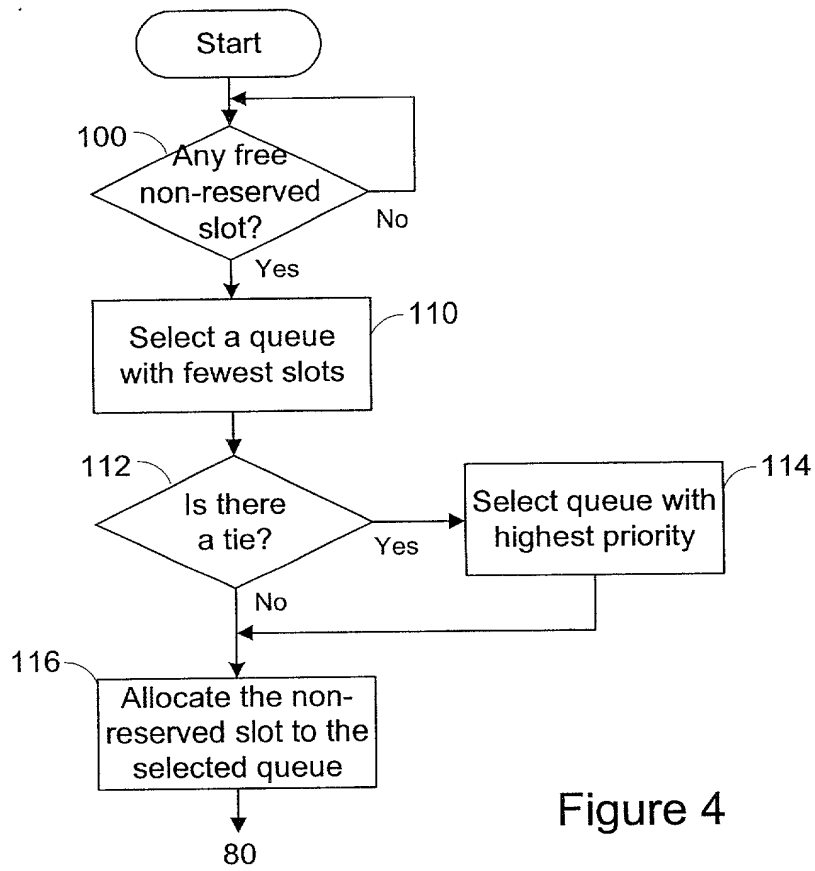 Start
100
Any free
non-reserved
slot?
No
Yes
110
Select a queue
with fewest slots
112
Is there
a tie?
Yes
114
Select queue with
highest priority
No
116
Allocate the non-
reserved slot to the
selected queue
80
Figure 4